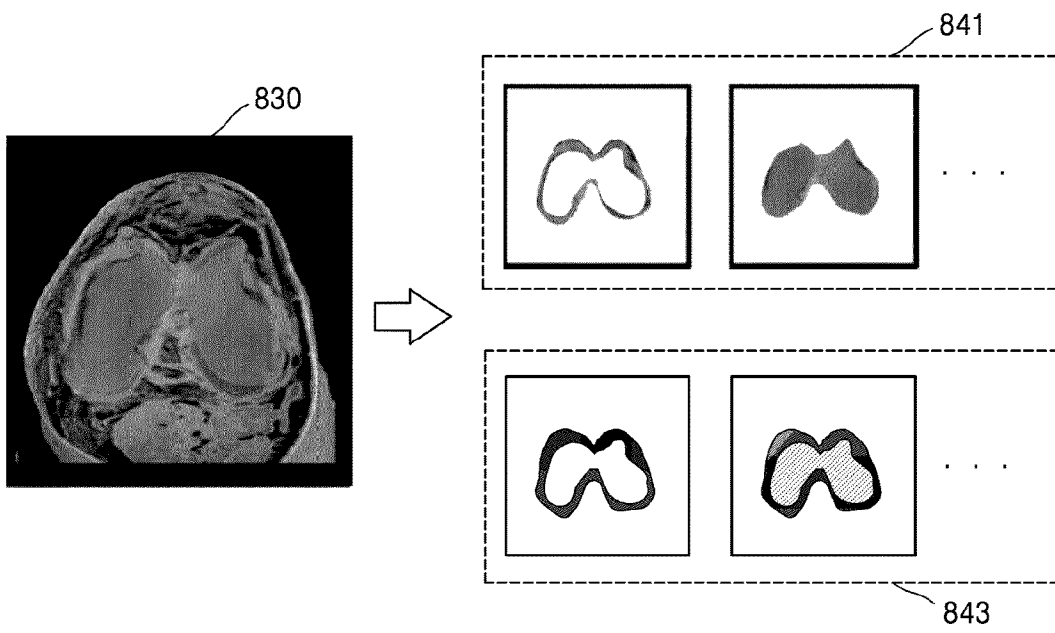 841
830
. . .
. . .
843